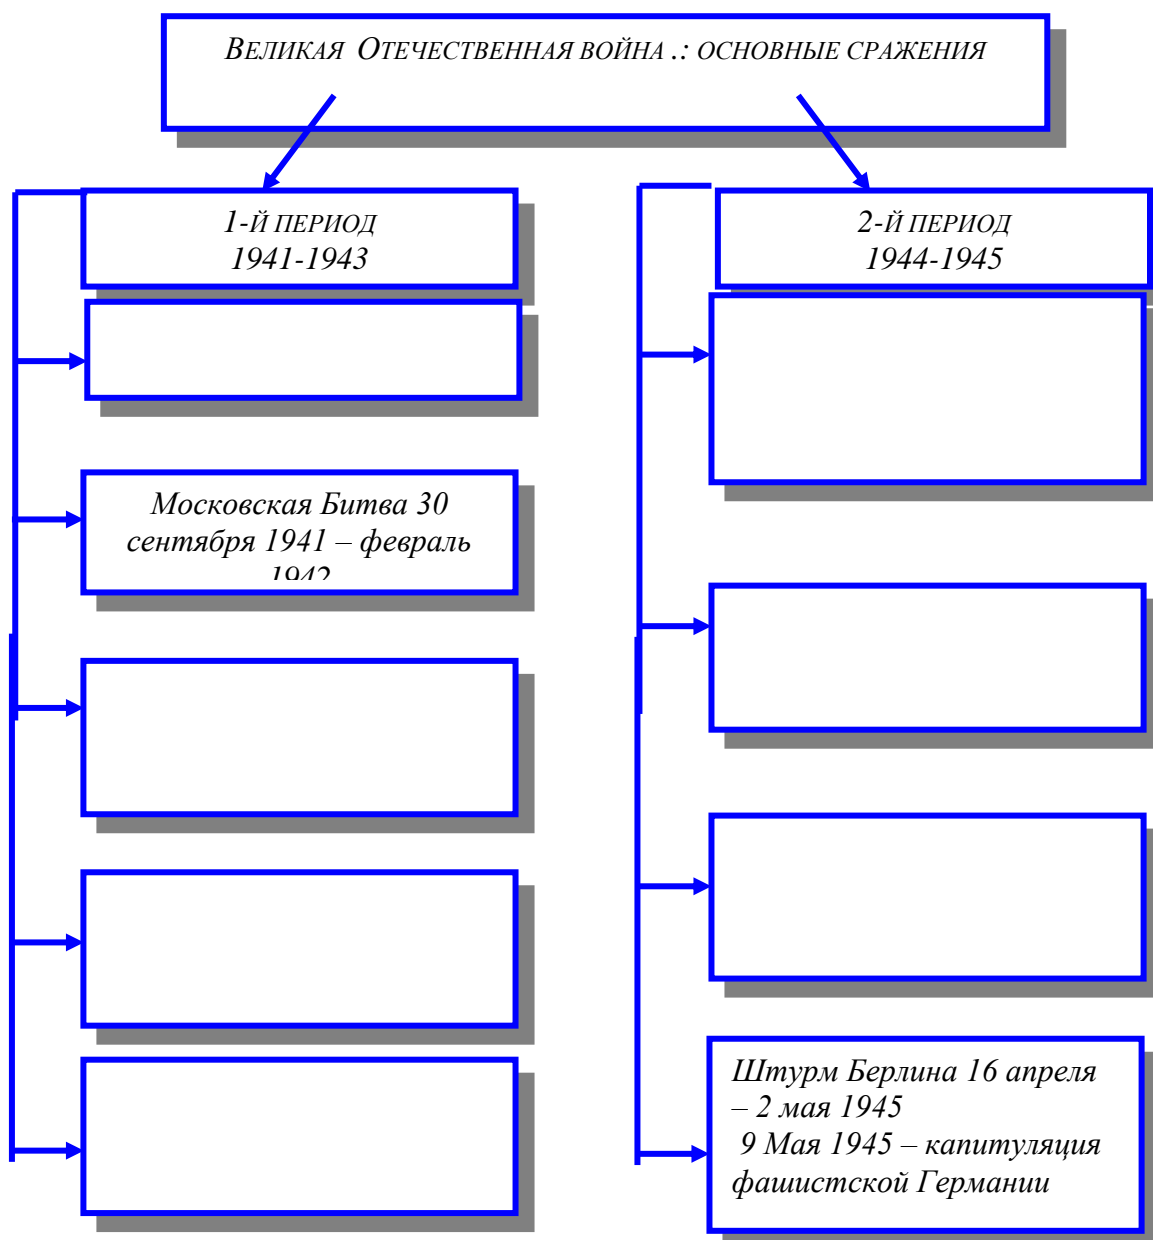 ВЕЛИКАЯ ОТЕЧЕСТВЕННАЯ ВОЙНА .: ОСНОВНЫЕ СРАЖЕНИЯ
1-Й ПЕРИОД
1941-1943
2-Й ПЕРИОД
1944-1945
Московская Битва 30
сентября 1941 – февраль
1942
Штурм Берлина 16 апреля
– 2 мая 1945
9 Мая 1945 – капитуляция
фашистской Германии